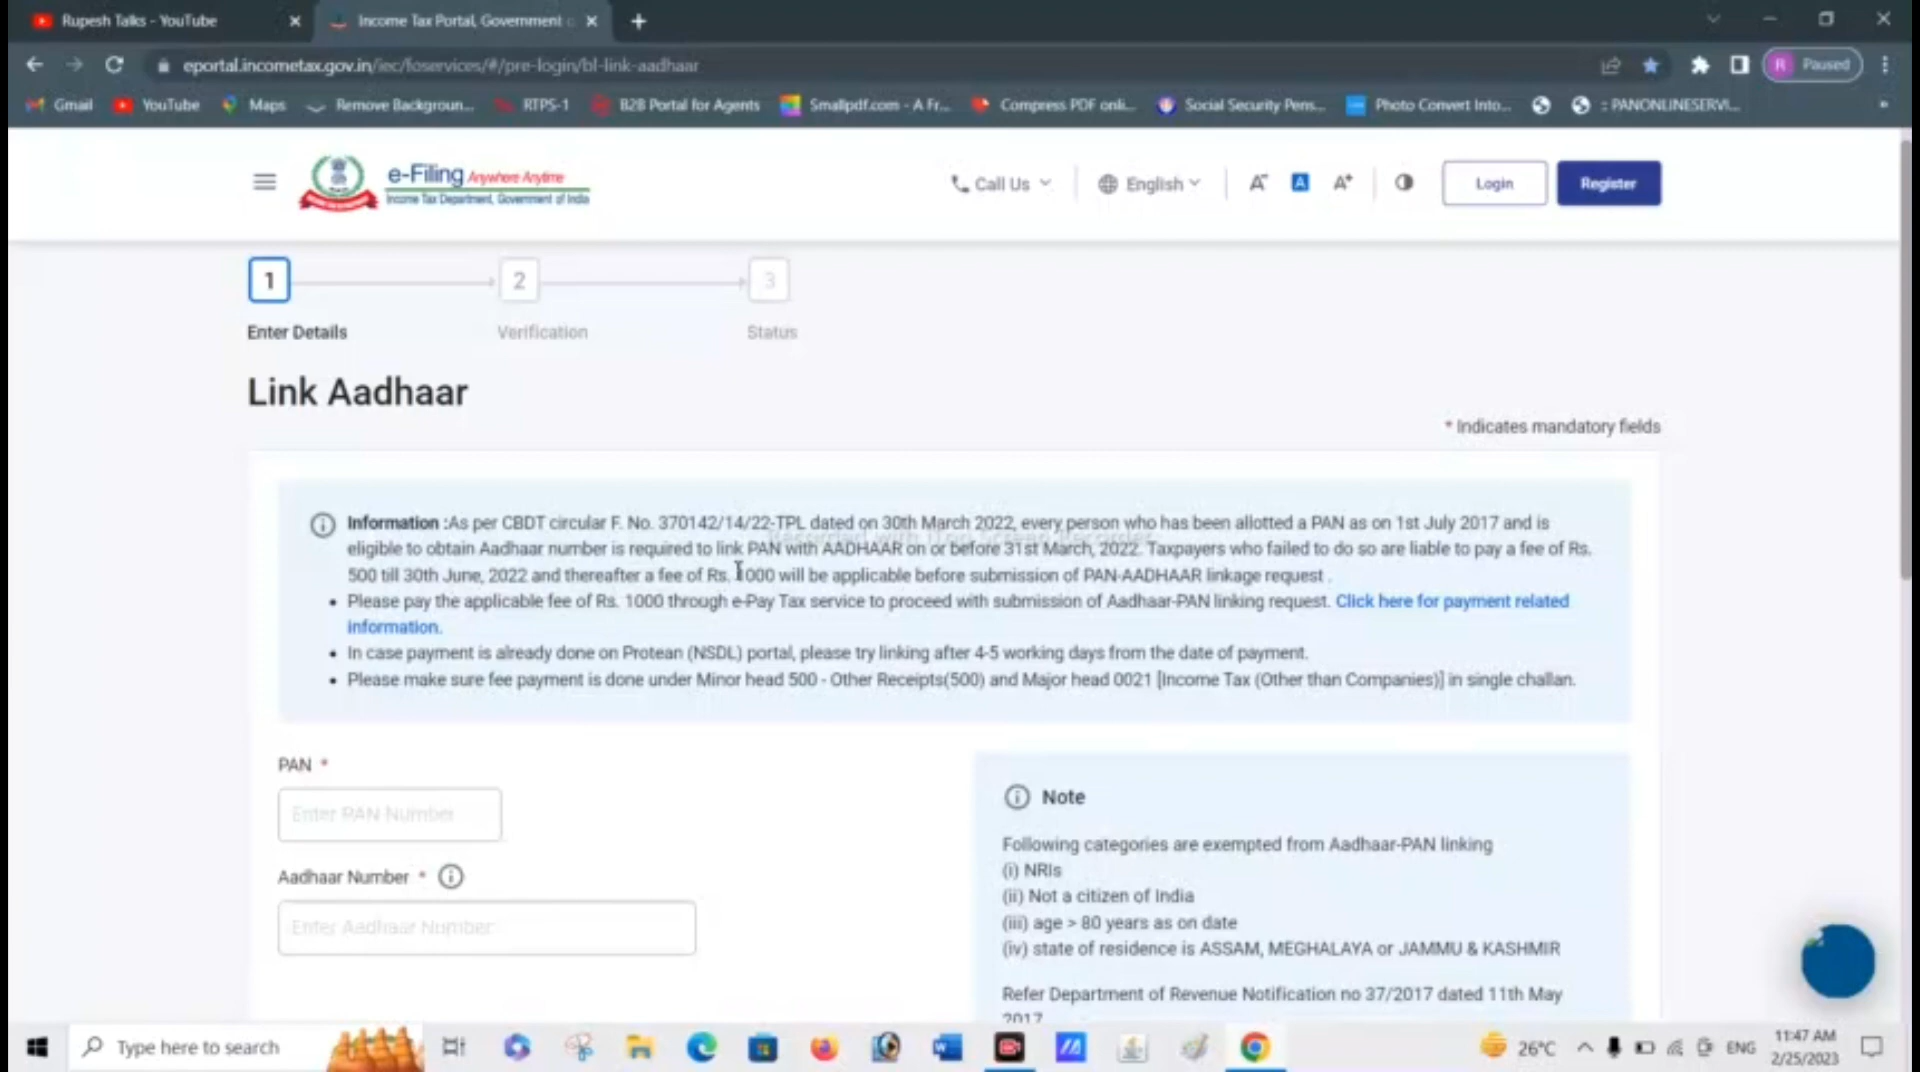 Rupesh Talks - YouTube
Income Tax Portal, Government
eportal.incometax.gov.in/iec/foservices/#/pre-login/bl-link-aadhaar
R Paused
Gmail YouTube Maps Remove Backgroun... RTPS-1 B2B Portal for Agents Smallpdf.com - A Fr... Compress PDF onli... Social Security Pens... Photo Convert Into... :: PANONLINESERVI...
e-Filing Anywhere Anytime
Income Tax Department, Government of India
Call Us English A- A A+ Login Register
1 2 3
Enter Details Verification Status
Link Aadhaar
* Indicates mandatory fields
Information :As per CBDT circular F. No. 370142/14/22-TPL dated on 30th March 2022, every person who has been allotted a PAN as on 1st July 2017 and is
eligible to obtain Aadhaar number is required to link PAN with AADHAAR on or before 31st March, 2022. Taxpayers who failed to do so are liable to pay a fee of Rs.
500 till 30th June, 2022 and thereafter a fee of Rs. 1000 will be applicable before submission of PAN-AADHAAR linkage request .
• Please pay the applicable fee of Rs. 1000 through e-Pay Tax service to proceed with submission of Aadhaar-PAN linking request. Click here for payment related
information.
• In case payment is already done on Protean (NSDL) portal, please try linking after 4-5 working days from the date of payment.
• Please make sure fee payment is done under Minor head 500 - Other Receipts(500) and Major head 0021 [Income Tax (Other than Companies)] in single challan.
Recorded with iTop Screen Recorder
PAN *
Enter PAN Number
Aadhaar Number *
Enter Aadhaar Number
Note
Following categories are exempted from Aadhaar-PAN linking
(i) NRIs
(ii) Not a citizen of India
(iii) age > 80 years as on date
(iv) state of residence is ASSAM, MEGHALAYA or JAMMU & KASHMIR
Refer Department of Revenue Notification no 37/2017 dated 11th May
2017
Type here to search
26°C ENG
11:47 AM
2/25/2023